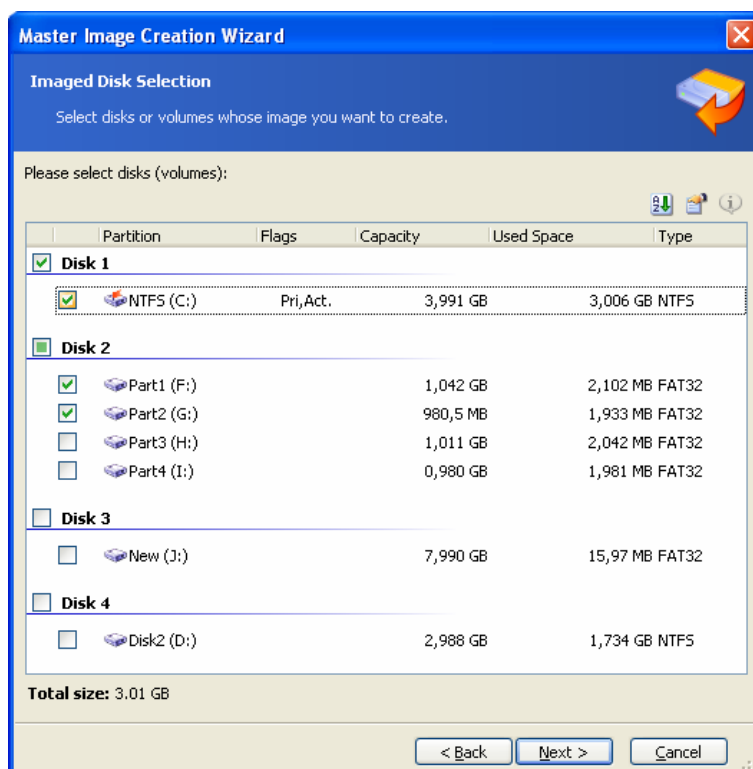 Master Image Creation Wizard
Imaged Disk Selection
Select disks or volumes whose image you want to create.
Please select disks (volumes):
Partition Flags Capacity Used Space Type
Disk 1
NTFS (C:) Pri,Act. 3,991 GB 3,006 GB NTFS
Disk 2
Part1 (F:) 1,042 GB 2,102 MB FAT32
Part2 (G:) 980,5 MB 1,933 MB FAT32
Part3 (H:) 1,011 GB 2,042 MB FAT32
Part4 (I:) 0,980 GB 1,981 MB FAT32
Disk 3
New (J:) 7,990 GB 15,97 MB FAT32
Disk 4
Disk2 (D:) 2,988 GB 1,734 GB NTFS
Total size: 3.01 GB
< Back Next > Cancel